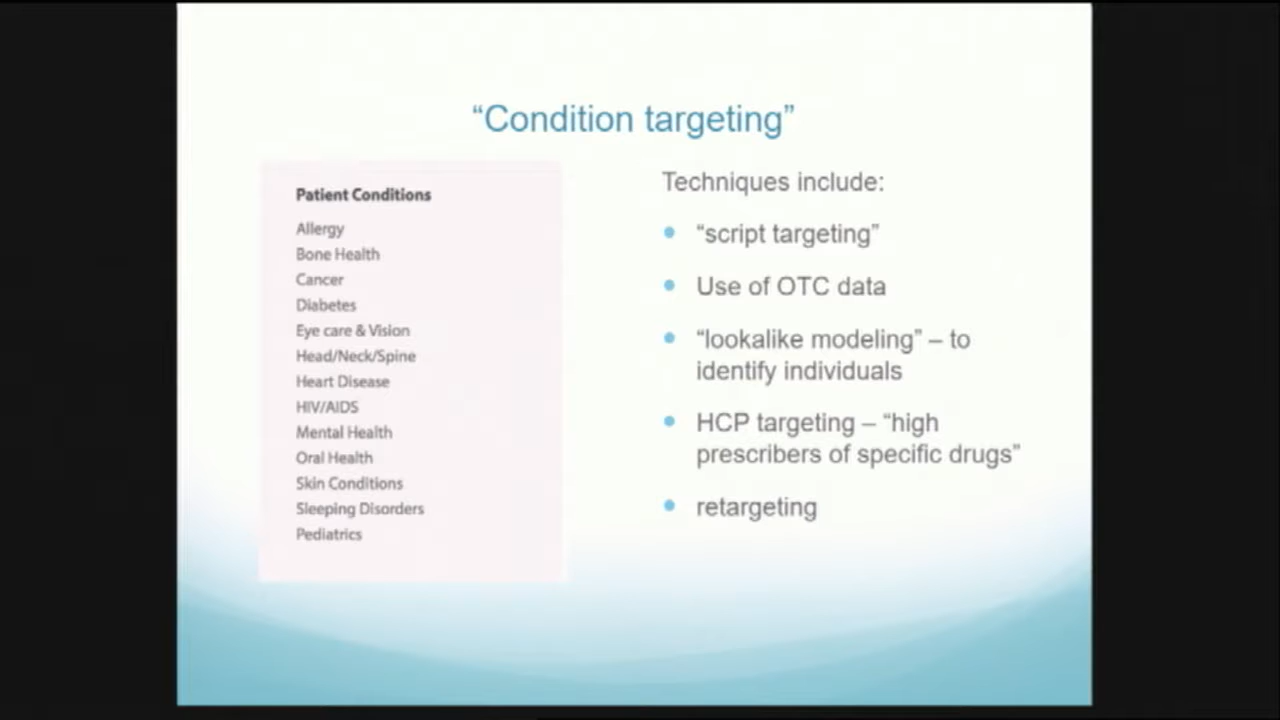 “Condition targeting”
Patient Conditions
Allergy
Bone Health
Cancer
Diabetes
Eye care & Vision
Head/Neck/Spine
Heart Disease
HIV/AIDS
Mental Health
Oral Health
Skin Conditions
Sleeping Disorders
Pediatrics
Techniques include:
“script targeting”
Use of OTC data
“lookalike modeling” – to
identify individuals
HCP targeting – “high
prescribers of specific drugs”
retargeting